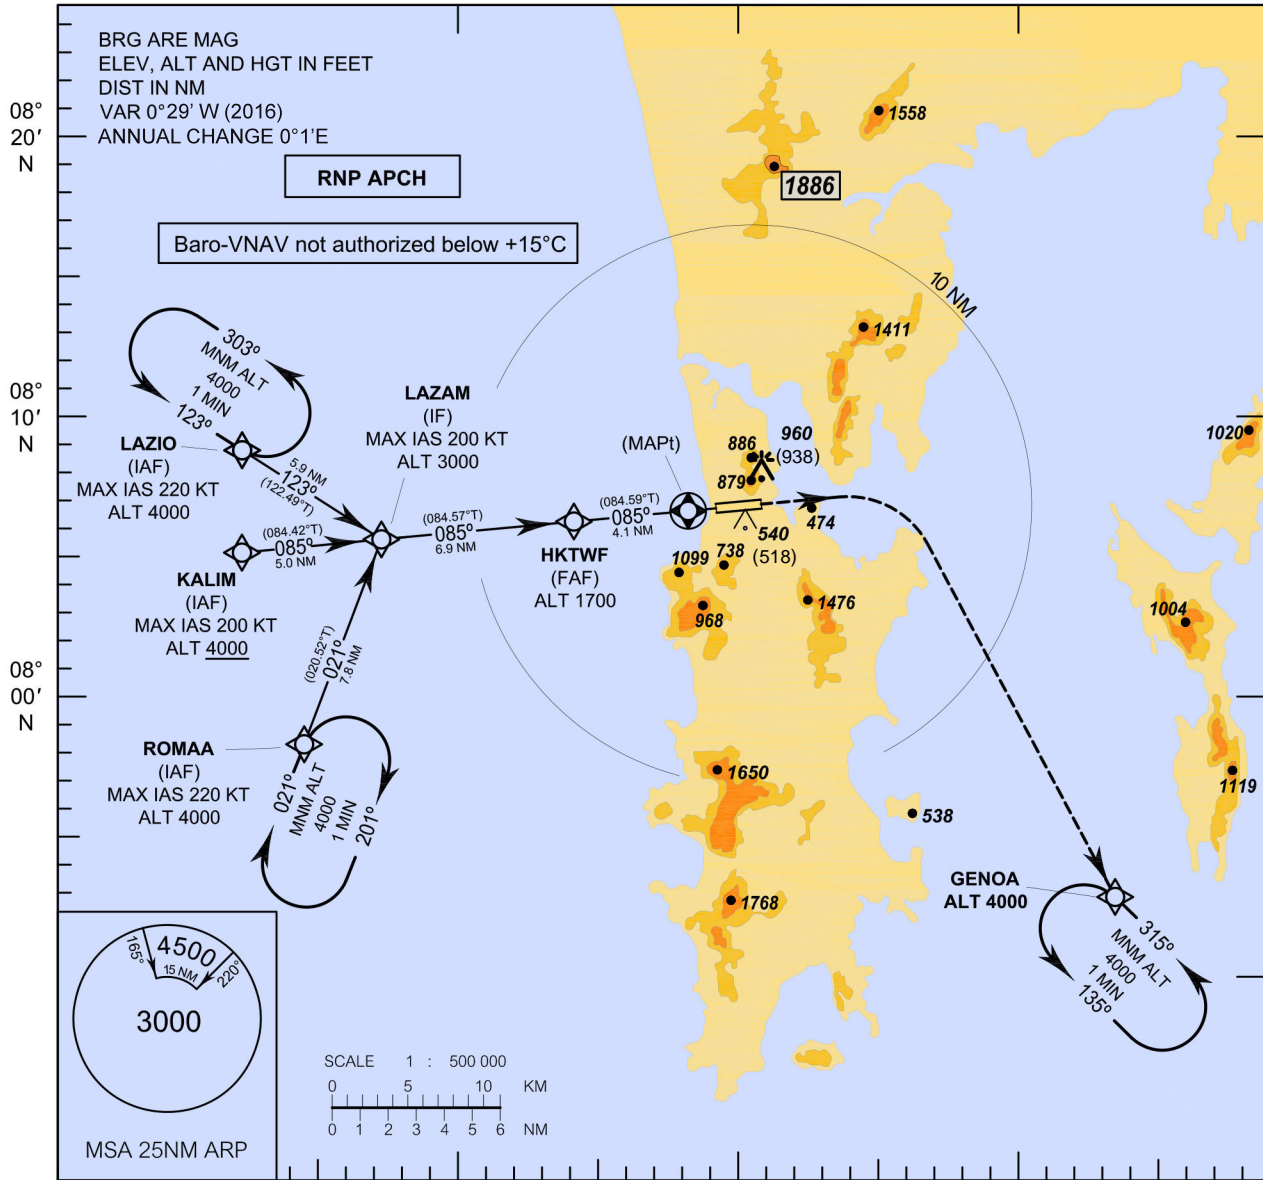 BRG ARE MAG
ELEV, ALT AND HGT IN FEET
DIST IN NM
VAR 0°29' W (2016)
ANNUAL CHANGE 0°1'E
RNP APCH
Baro-VNAV not authorized below +15°C
08°
20'
N
08°
10'
N
08°
00'
N
1558
1886
10 NM
1411
303°
MNM ALT
4000
1 MIN
123°
LAZIO
(IAF)
MAX IAS 220 KT
ALT 4000
5.9 NM
123°
(122.49°T)
LAZAM
(IF)
MAX IAS 200 KT
ALT 3000
(MAPt)
886
960
(938)
879
1020
(084.42°T)
085°
5.0 NM
KALIM
(IAF)
MAX IAS 200 KT
ALT 4000
(084.57°T)
085°
6.9 NM
HKTWF
(FAF)
ALT 1700
(084.59°T)
085°
4.1 NM
474
540
(518)
1099
738
968
1476
1004
(020.52°T)
021°
7.8 NM
ROMAA
(IAF)
MAX IAS 220 KT
ALT 4000
021°
MNM ALT
4000
1 MIN
201°
1650
538
1119
1768
GENOA
ALT 4000
315°
MNM ALT
4000
1 MIN
135°
165°
4500
15 NM
220°
3000
MSA 25NM ARP
SCALE 1 : 500 000
0 5 10 KM
0 1 2 3 4 5 6 NM